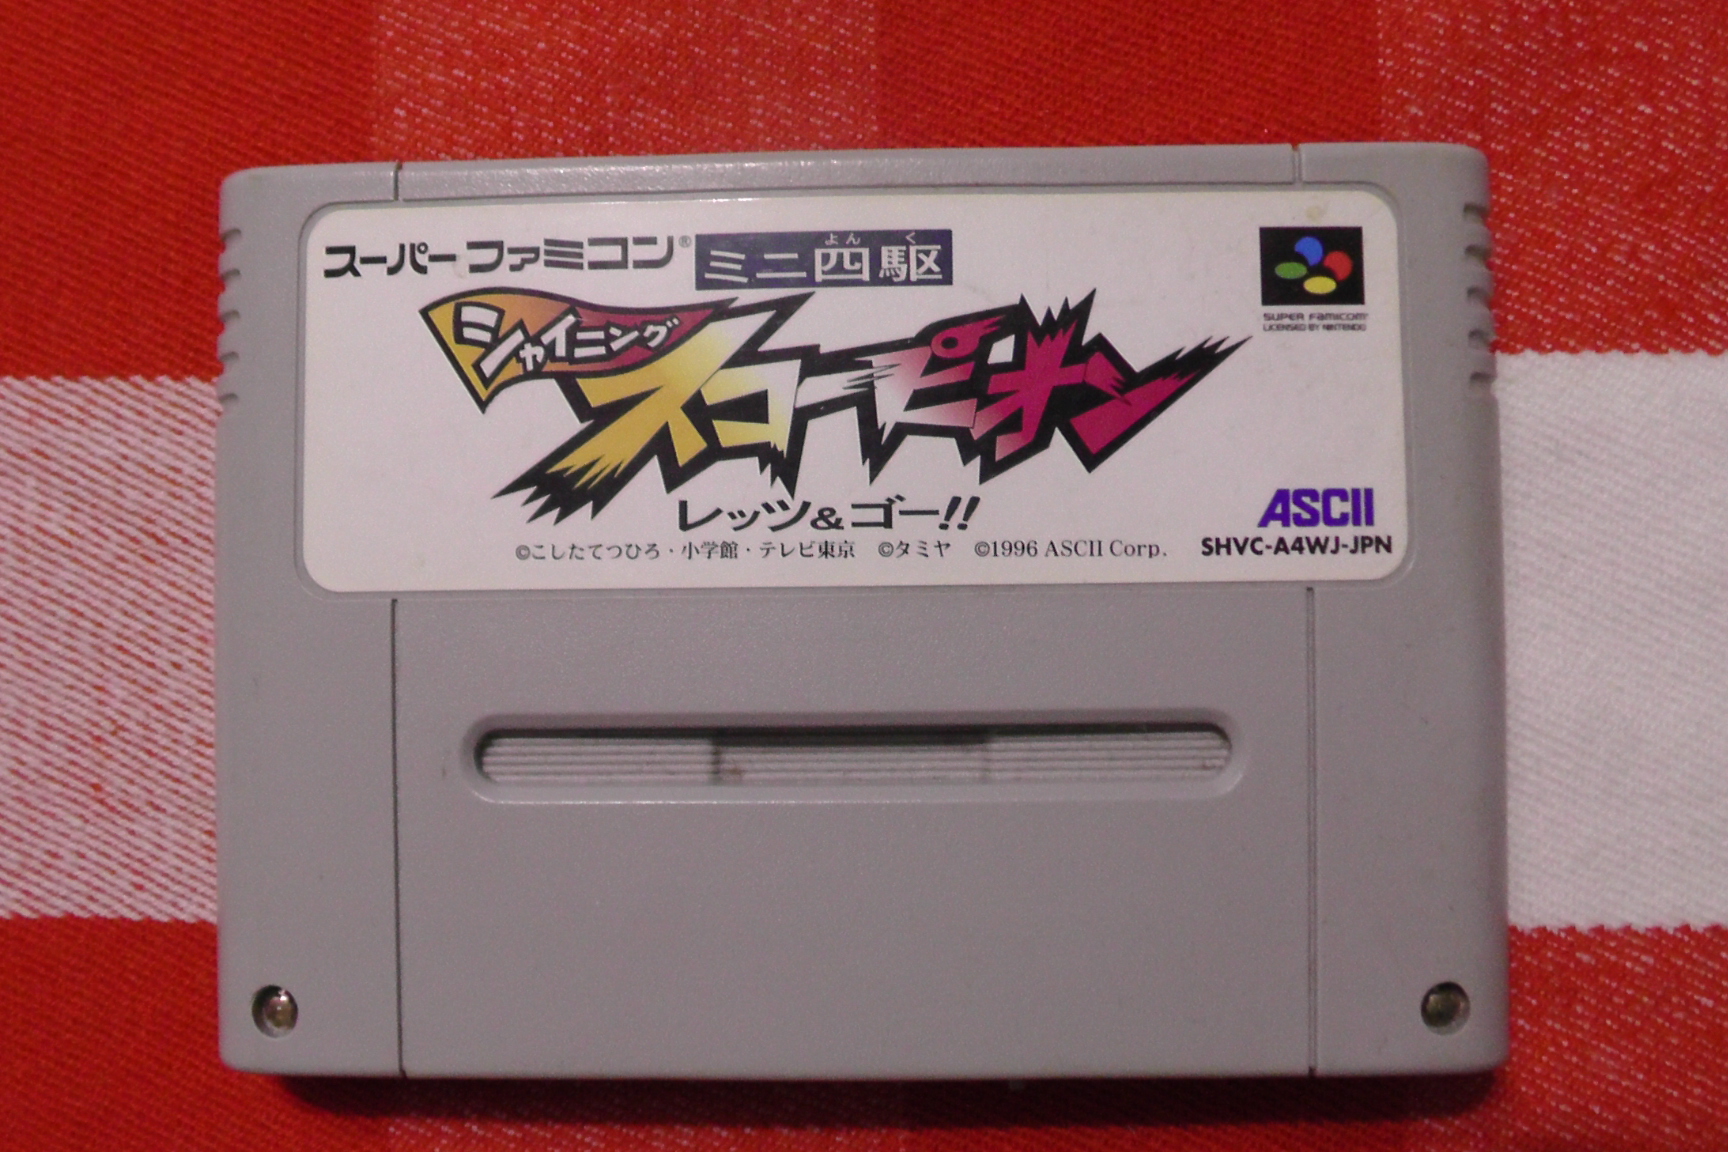 スーパーファミコン®
ミニ四駆
よん く
シャイニング
スコーピオン
レッツ&ゴー!!
©こしたてつひろ・小学館・テレビ東京 ©タミヤ ©1996 ASCII Corp.
SUPER FAMICOM
LICENSED BY NINTENDO
ASCII
SHVC-A4WJ-JPN